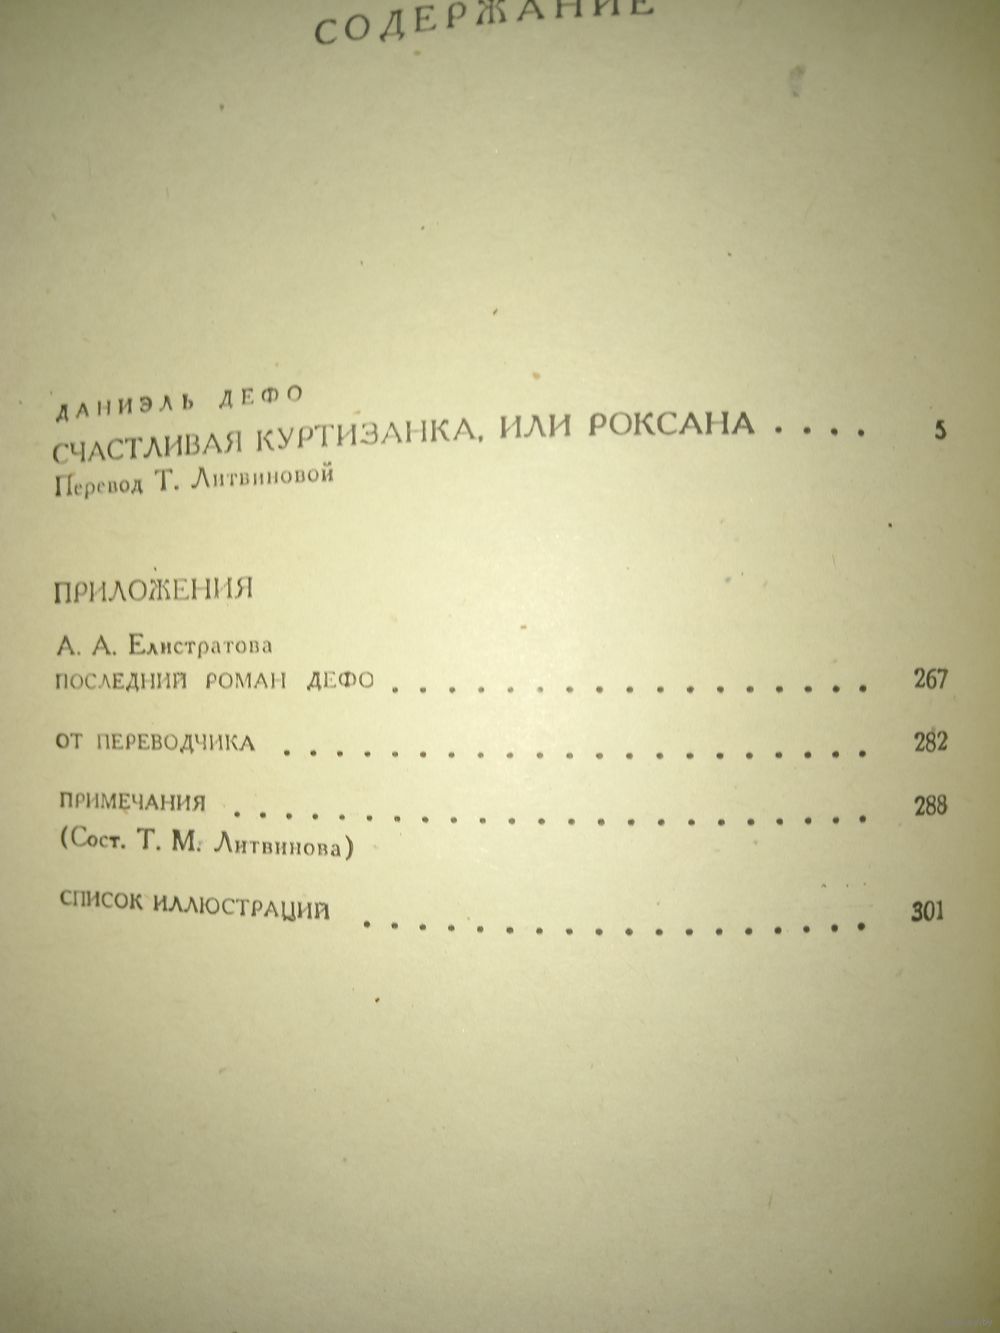 СОДЕРЖАНИЕ
ДАНИЭЛЬ ДЕФО
СЧАСТЛИВАЯ КУРТИЗАНКА, ИЛИ РОКСАНА . . . . 5
Перевод Т. Литвиновой
ПРИЛОЖЕНИЯ
А. А. Елистратова
ПОСЛЕДНИЙ РОМАН ДЕФО . . . . . . . . . . . . . . . . . 267
ОТ ПЕРЕВОДЧИКА . . . . . . . . . . . . . . . . . . . . . 282
ПРИМЕЧАНИЯ . . . . . . . . . . . . . . . . . . . . . . . 288
(Сост. Т. М. Литвинова)
СПИСОК ИЛЛЮСТРАЦИЙ . . . . . . . . . . . . . . . . . . 301